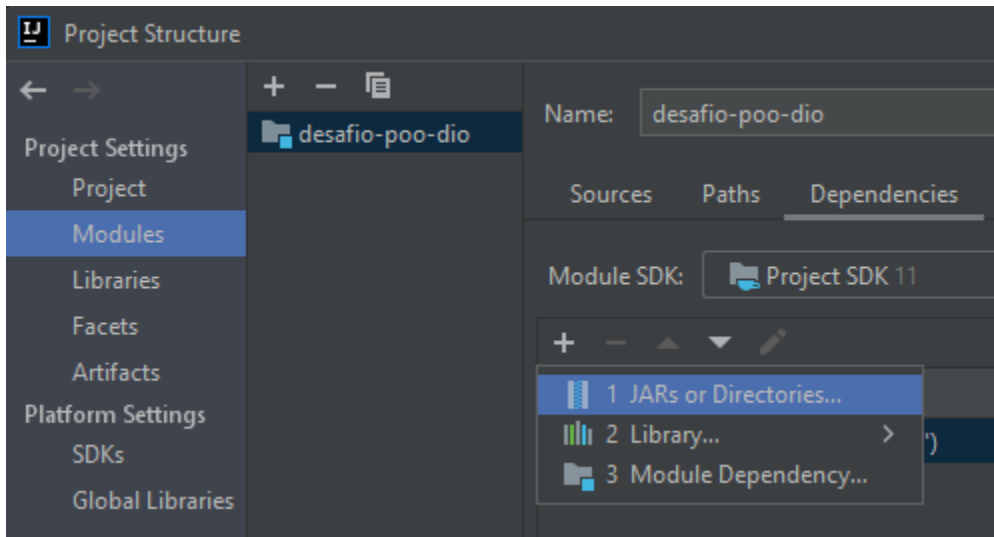 IJ Project Structure
Project Settings
Project
Modules
Libraries
Facets
Artifacts
Platform Settings
SDKs
Global Libraries
desafio-poo-dio
Name: desafio-poo-dio
Sources Paths Dependencies
Module SDK: Project SDK 11
1 JARs or Directories...
2 Library...
3 Module Dependency...
')